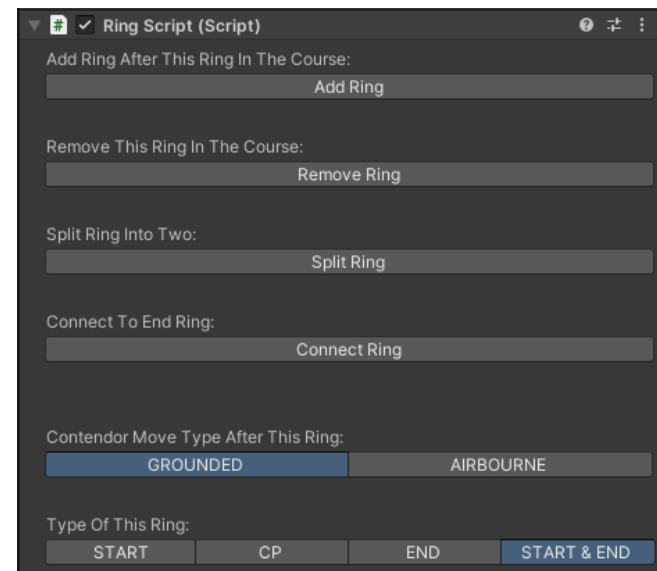 # Ring Script (Script)
Add Ring After This Ring In The Course:
Add Ring
Remove This Ring In The Course:
Remove Ring
Split Ring Into Two:
Split Ring
Connect To End Ring:
Connect Ring
Contendor Move Type After This Ring:
GROUNDED AIRBOURNE
Type Of This Ring:
START CP END START & END